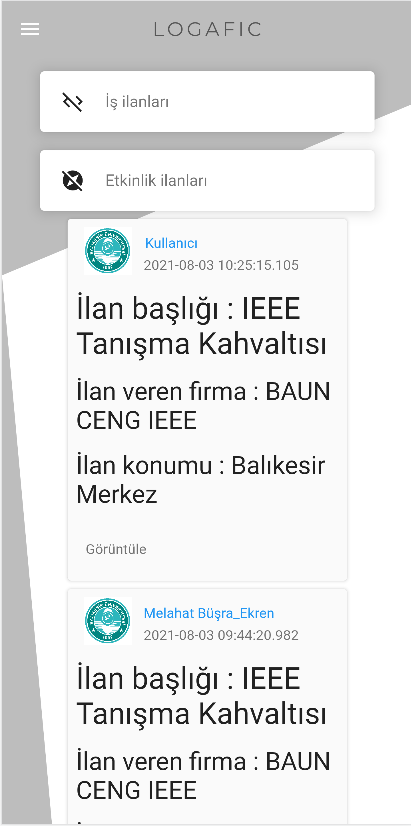 LOGAFIC
İş ilanları
Etkinlik ilanları
Kullanıcı
2021-08-03 10:25:15.105
İlan başlığı : IEEE
Tanışma Kahvaltısı
İlan veren firma : BAUN
CENG IEEE
İlan konumu : Balıkesir
Merkez
Görüntüle
Melahat Büşra_Ekren
2021-08-03 09:44:20.982
İlan başlığı : IEEE
Tanışma Kahvaltısı
İlan veren firma : BAUN
CENG IEEE